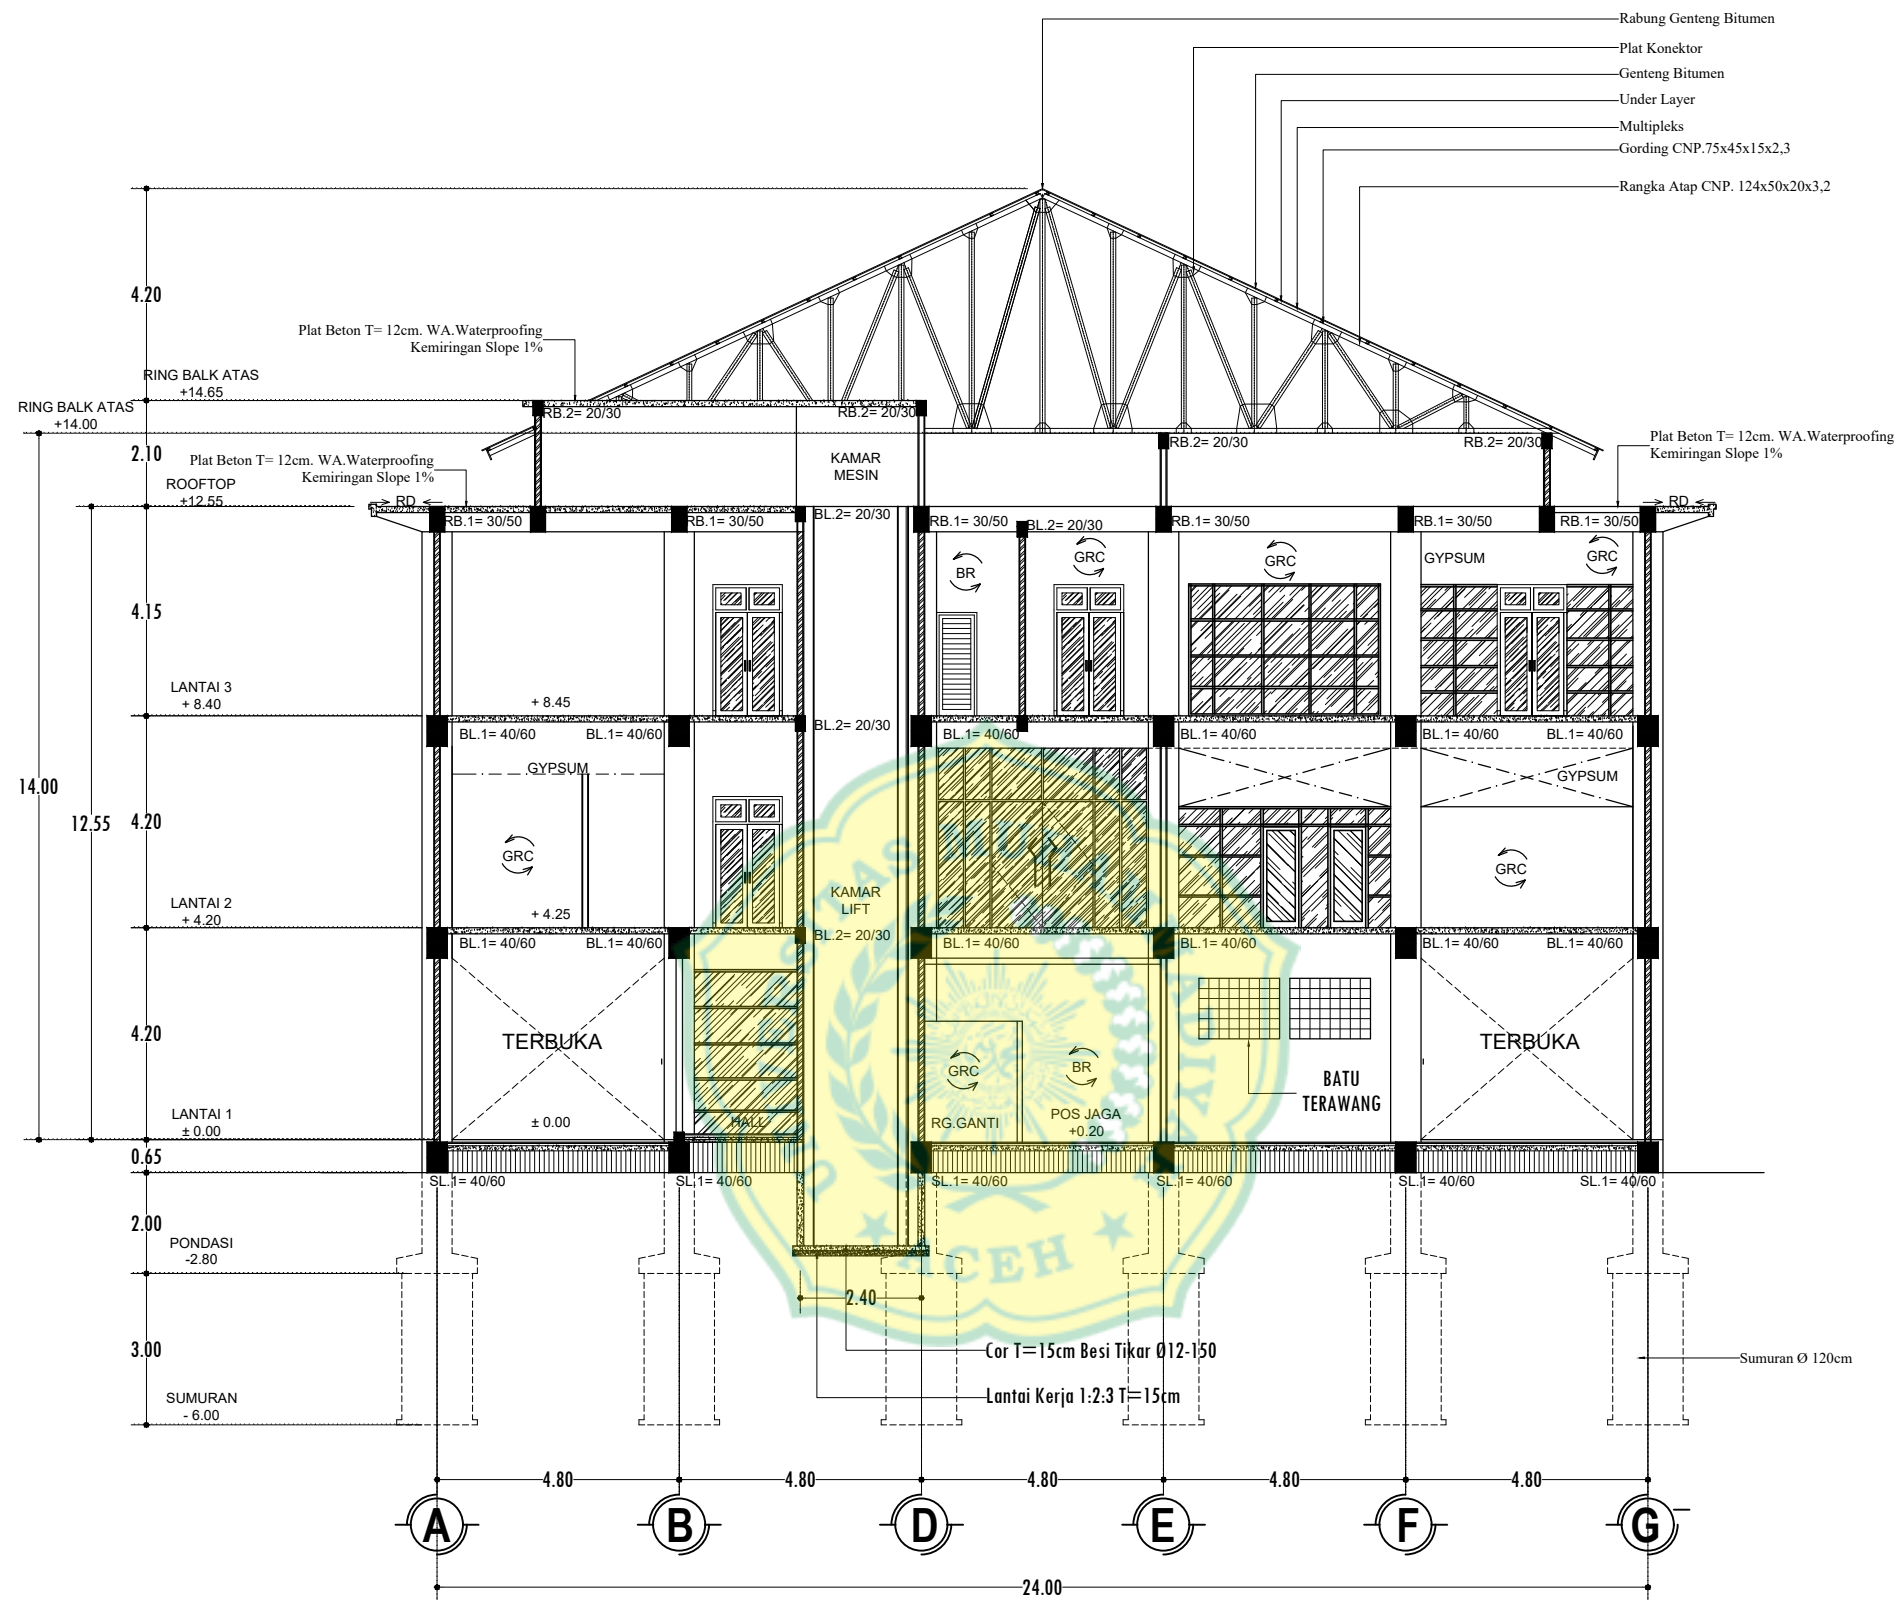 Rabung Genteng Bitumen
Plat Konektor
Genteng Bitumen
Under Layer
Multipleks
Gording CNP.75x45x15x2,3
Rangka Atap CNP. 124x50x20x3,2
4.20
Plat Beton T= 12cm. WA.Waterproofing
Kemiringan Slope 1%
RING BALK ATAS
+14.65
RING BALK ATAS
+14.00
RB.2= 20/30
RB.2= 20/30
RB.2= 20/30
RB.2= 20/30
Plat Beton T= 12cm. WA.Waterproofing
Kemiringan Slope 1%
2.10
Plat Beton T= 12cm. WA.Waterproofing
Kemiringan Slope 1%
KAMAR
MESIN
ROOFTOP
+12.55
RD
RD
RB.1= 30/50
RB.1= 30/50
BL.2= 20/30
RB.1= 30/50
BL.2= 20/30
RB.1= 30/50
RB.1= 30/50
RB.1= 30/50
BR
GRC
GRC
GYPSUM
GRC
4.15
LANTAI 3
+ 8.40
+ 8.45
BL.1= 40/60
BL.1= 40/60
BL.2= 20/30
BL.1= 40/60
BL.1= 40/60
BL.1= 40/60
BL.1= 40/60
GYPSUM
GYPSUM
14.00
12.55
4.20
GRC
GRC
KAMAR
LIFT
LANTAI 2
+ 4.20
+ 4.25
BL.1= 40/60
BL.1= 40/60
BL.2= 20/30
BL.1= 40/60
BL.1= 40/60
BL.1= 40/60
BL.1= 40/60
4.20
TERBUKA
TERBUKA
GRC
BR
BATU
TERAWANG
LANTAI 1
± 0.00
± 0.00
HALL
RG.GANTI
POS JAGA
+0.20
0.65
SL.1= 40/60
SL.1= 40/60
SL.1= 40/60
SL.1= 40/60
SL.1= 40/60
SL.1= 40/60
2.00
PONDASI
-2.80
2.40
3.00
Cor T=15cm Besi Tikar Ø12-150
Sumuran Ø 120cm
Lantai Kerja 1:2:3 T=15cm
SUMURAN
- 6.00
4.80
4.80
4.80
4.80
4.80
A
B
D
E
F
G
24.00
UNIVERSITAS MUHAMMADIYAH
ACEH